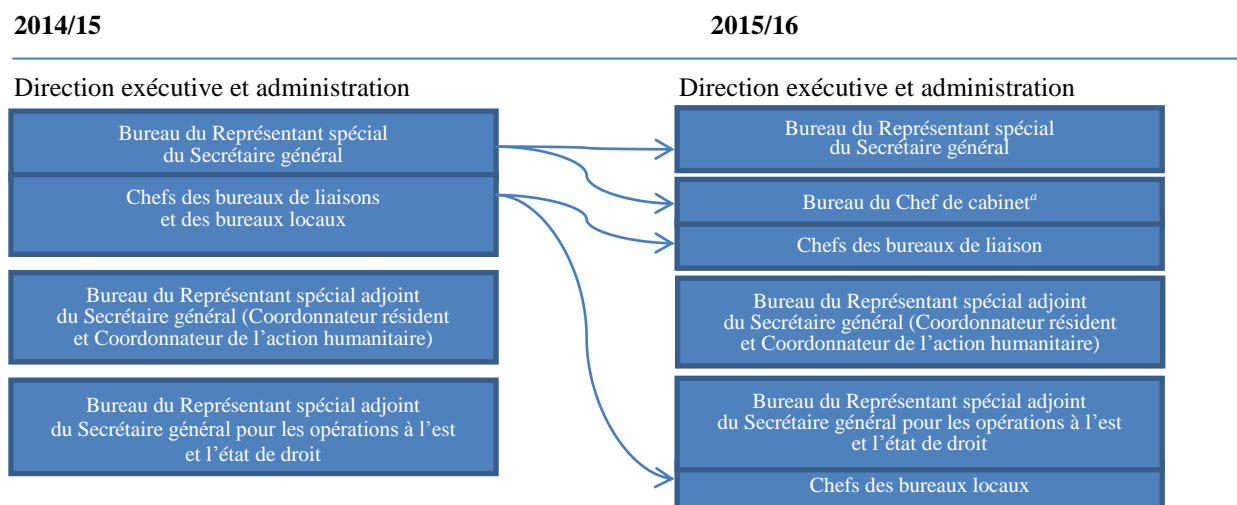 2014/15
2015/16
Direction exécutive et administration
Direction exécutive et administration
Bureau du Représentant spécial
du Secrétaire général
Chefs des bureaux de liaisons
et des bureaux locaux
Bureau du Représentant spécial adjoint
du Secrétaire général (Coordonnateur résident
et Coordonnateur de l’action humanitaire)
Bureau du Représentant spécial adjoint
du Secrétaire général pour les opérations à l’est
et l’état de droit
Bureau du Représentant spécial
du Secrétaire général
Bureau du Chef de cabinetª
Chefs des bureaux de liaison
Bureau du Représentant spécial adjoint
du Secrétaire général (Coordonnateur résident
et Coordonnateur de l’action humanitaire)
Bureau du Représentant spécial adjoint
du Secrétaire général pour les opérations à l’est
et l’état de droit
Chefs des bureaux locaux